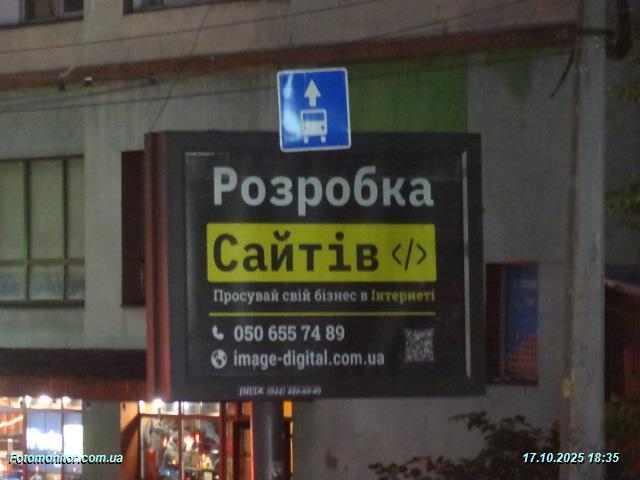 Розробка
Сайтів </>
Просувай свій бізнес в Інтернеті
050 655 74 89
image-digital.com.ua
Fotomonitor.com.ua
17.10.2025 18:35